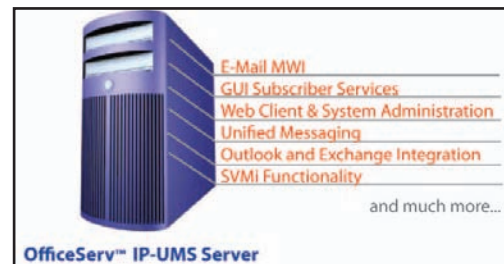 E-Mail MWI
GUI Subscriber Services
Web Client & System Administration
Unified Messaging
Outlook and Exchange Integration
SVMi Functionality
and much more...
OfficeServ™ IP-UMS Server